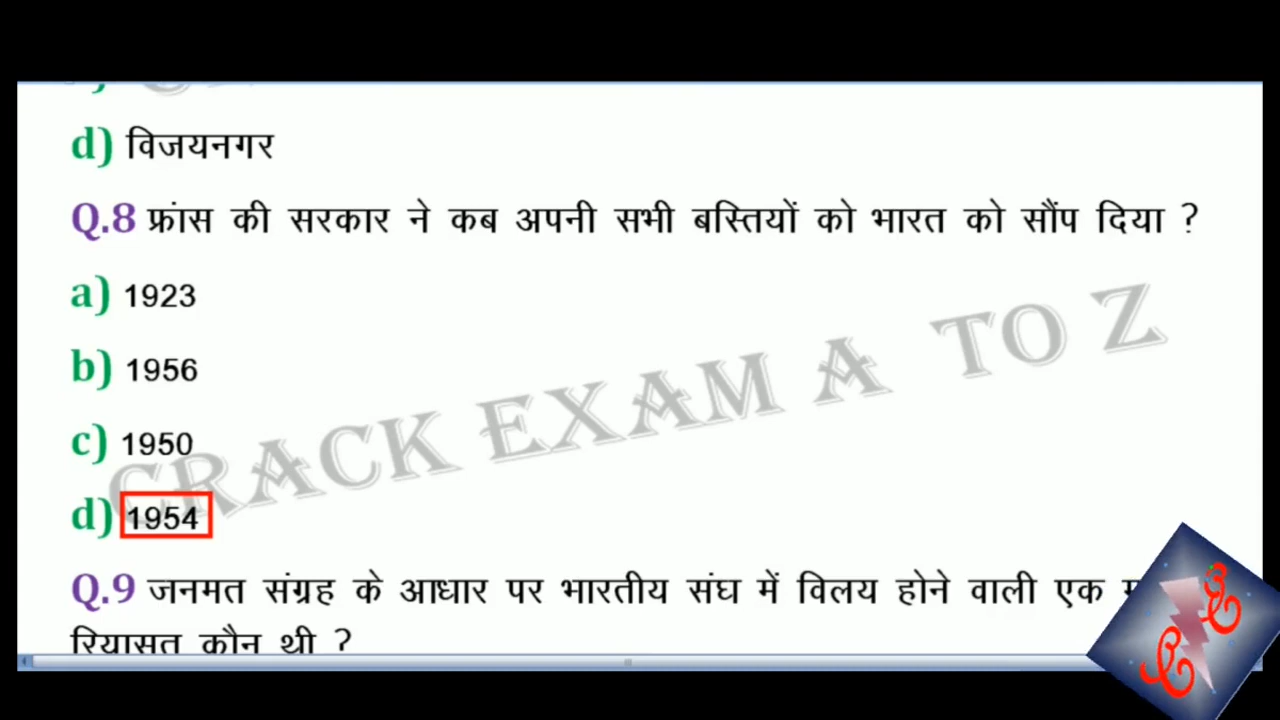 d) विजयनगर
Q.8 फ्रांस की सरकार ने कब अपनी सभी बस्तियों को भारत को सौंप दिया ?
a) 1923
b) 1956
c) 1950
d) 1954
CRACK EXAM A TO Z
Q.9 जनमत संग्रह के आधार पर भारतीय संघ में विलय होने वाली एक
रियासत कौन थी ?